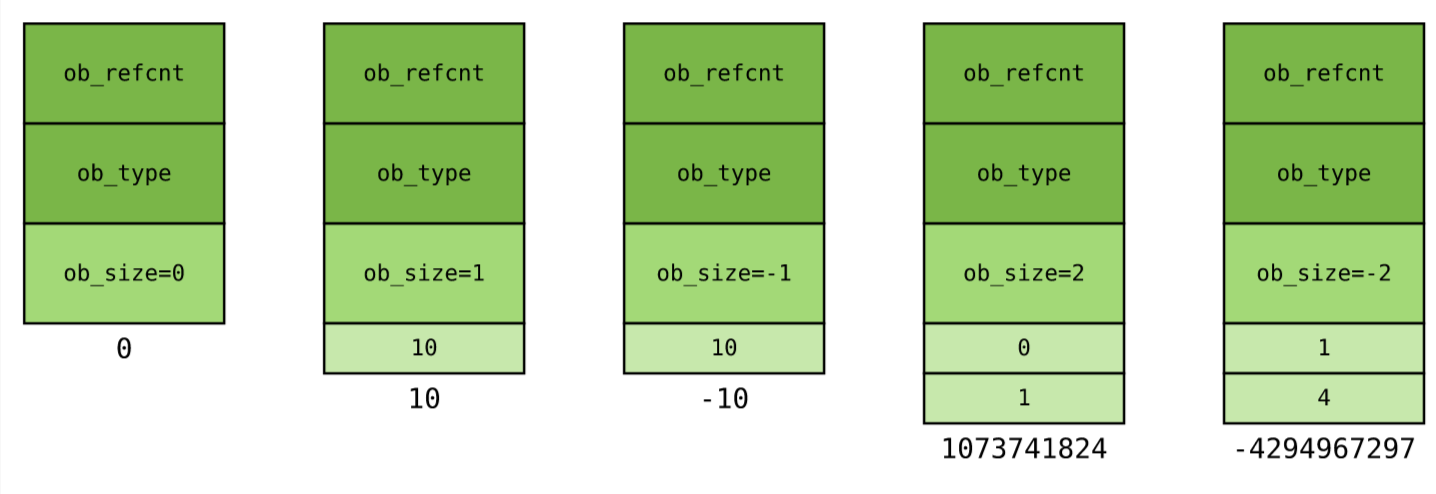 ob_refcnt
ob_type
ob_size=0
0
ob_refcnt
ob_type
ob_size=1
10
10
ob_refcnt
ob_type
ob_size=-1
10
-10
ob_refcnt
ob_type
ob_size=2
0
1
1073741824
ob_refcnt
ob_type
ob_size=-2
1
4
-4294967297